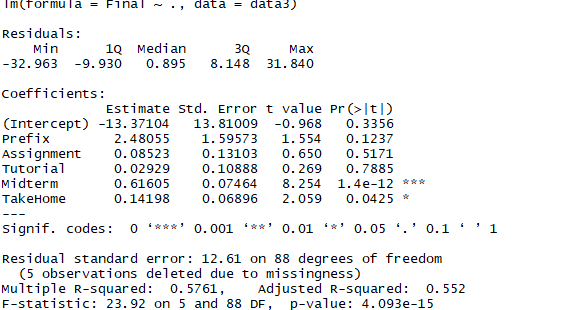 lm(formula = Final ~ ., data = data3)
Residuals:
Min 1Q Median 3Q Max
-32.963 -9.930 0.895 8.148 31.840
Coefficients:
Estimate Std. Error t value Pr(>|t|)
(Intercept) -13.37104 13.81009 -0.968 0.3356
Prefix 2.48055 1.59573 1.554 0.1237
Assignment 0.08523 0.13103 0.650 0.5171
Tutorial 0.02929 0.10888 0.269 0.7885
Midterm 0.61605 0.07464 8.254 1.4e-12 ***
TakeHome 0.14198 0.06896 2.059 0.0425 *
---
Signif. codes: 0 ‘***’ 0.001 ‘**’ 0.01 ‘*’ 0.05 ‘.’ 0.1 ‘ ’ 1
Residual standard error: 12.61 on 88 degrees of freedom
(5 observations deleted due to missingness)
Multiple R-squared: 0.5761, Adjusted R-squared: 0.552
F-statistic: 23.92 on 5 and 88 DF, p-value: 4.093e-15